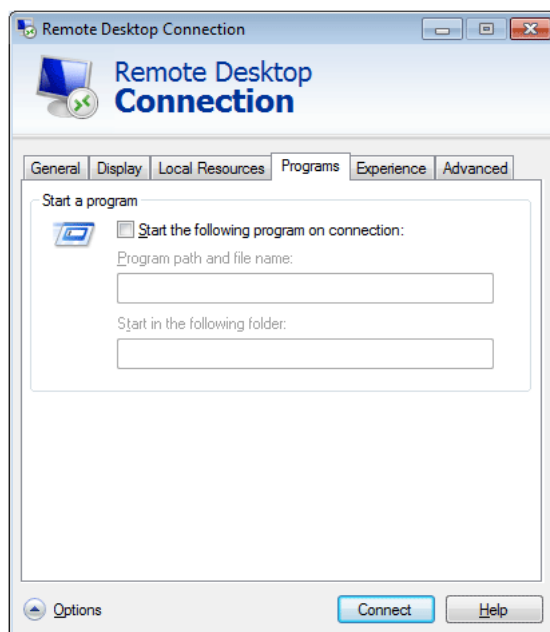 Remote Desktop Connection
Remote Desktop
Connection
General Display Local Resources Programs Experience Advanced
Start a program
Start the following program on connection:
Program path and file name:
Start in the following folder:
Options Connect Help